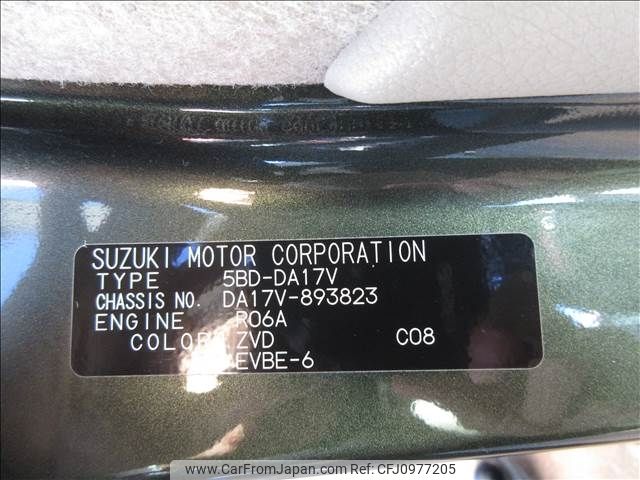 SUZUKI MOTOR CORPORATION
TYPE 5BD-DA17V
CHASSIS NO. DA17V-893823
ENGINE R06A
COLOR ZVD C08
EVBE-6
© www.CarFromJapan.com, Ref No. CFJ0977205